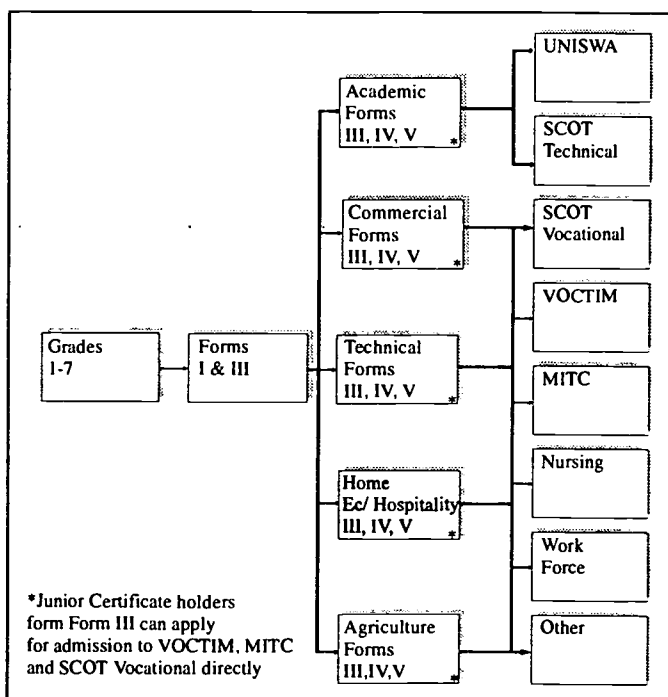 Grades
1-7
Forms
I & III
Academic
Forms
III, IV, V
*
Commercial
Forms
III, IV, V
*
Technical
Forms
III, IV, V
*
Home
Ec/ Hospitality
III, IV, V
*
Agriculture
Forms
III,IV,V
*
UNISWA
SCOT
Technical
SCOT
Vocational
VOCTIM
MITC
Nursing
Work
Force
Other
*Junior Certificate holders
form Form III can apply
for admission to VOCTIM, MITC
and SCOT Vocational directly